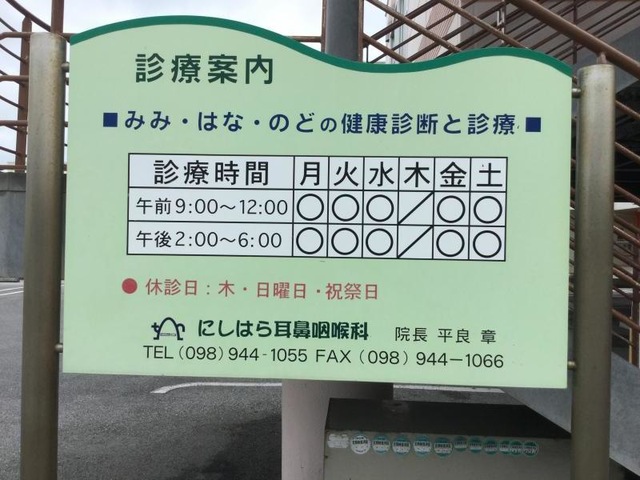 診療案内
■みみ・はな・のどの健康診断と診療■
診療時間 月 火 水 木 金 土
午前9:00～12:00 ○ ○ ○ ／ ○ ○
午後2:00～6:00 ○ ○ ○ ／ ○ ○
●休診日：木・日曜日・祝祭日
にしはら耳鼻咽喉科 院長 平良 章
TEL(098)944-1055 FAX(098)944-1066